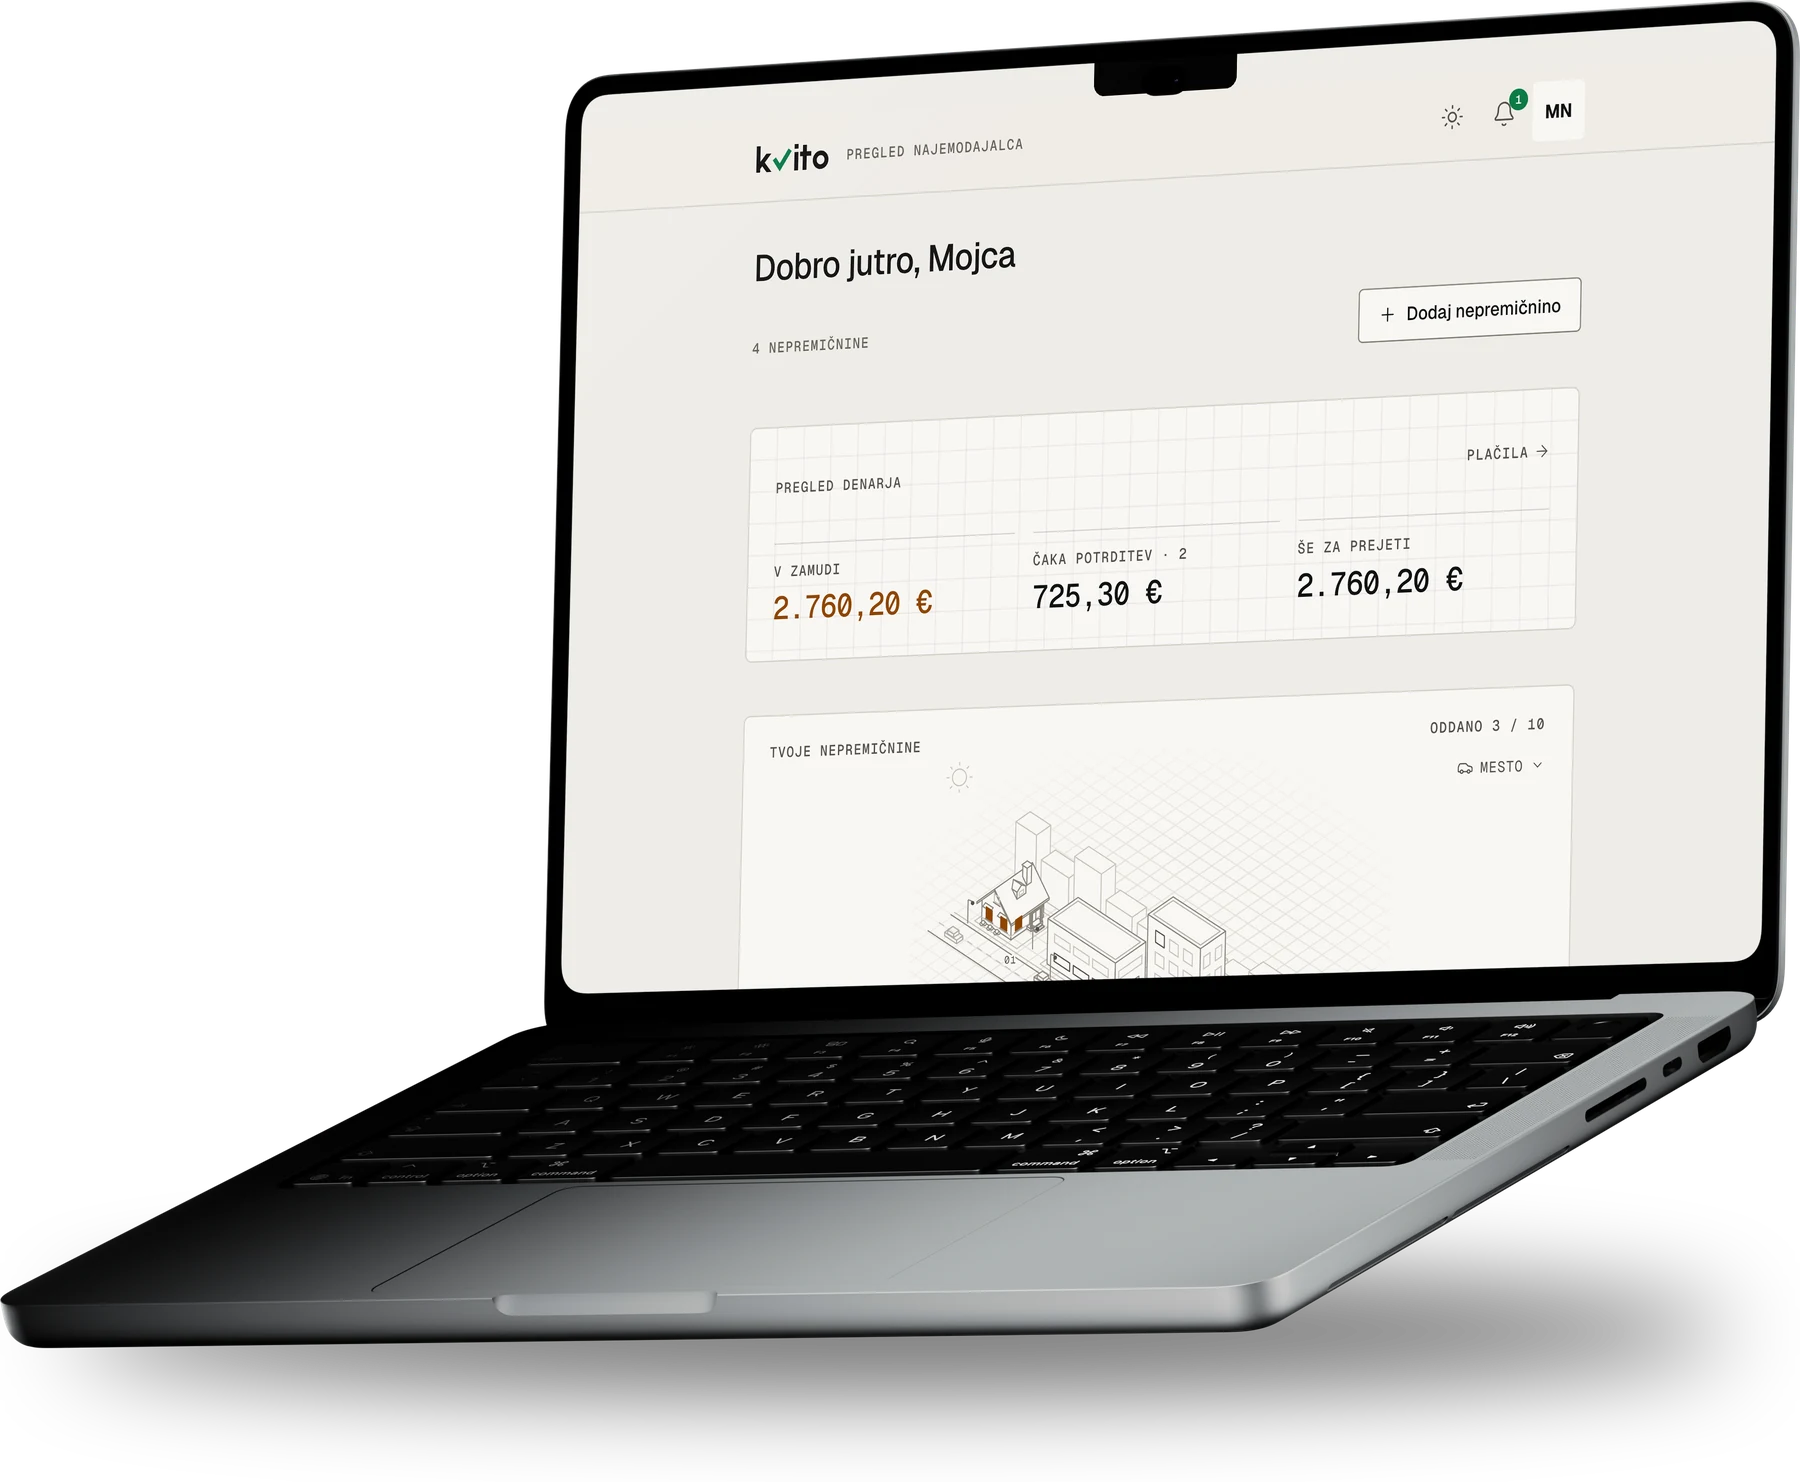 kvito PREGLED NAJEMODAJALCA
1
MN
Dobro jutro, Mojca
4 NEPREMIČNINE
+ Dodaj nepremičnino
PLAČILA →
PREGLED DENARJA
V ZAMUDI
2.760,20 €
ČAKA POTRDITEV · 2
725,30 €
ŠE ZA PREJETI
2.760,20 €
TVOJE NEPREMIČNINE
ODDANO 3 / 10
MESTO
01
Q W E R T Y U I O P
A S D F G H J K L
Z X C V B N M
control option command command option